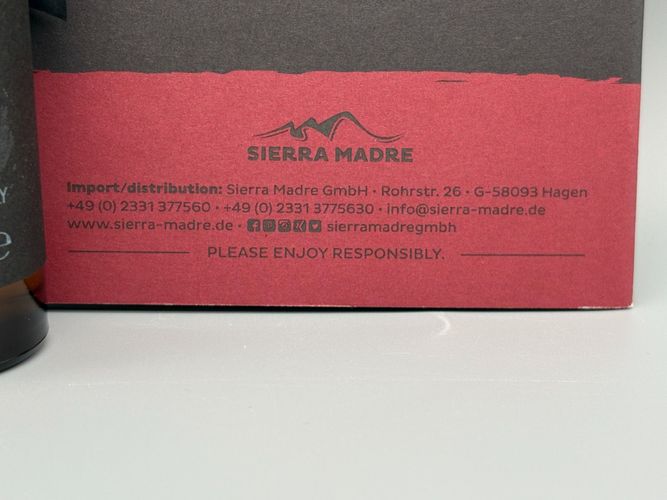 SIERRA MADRE
Import/distribution: Sierra Madre GmbH · Rohrstr. 26 · G-58093 Hagen
+49 (0) 2331 377560 · +49 (0) 2331 3775630 · info@sierra-madre.de
www.sierra-madre.de · sierramadregmbh
PLEASE ENJOY RESPONSIBLY.